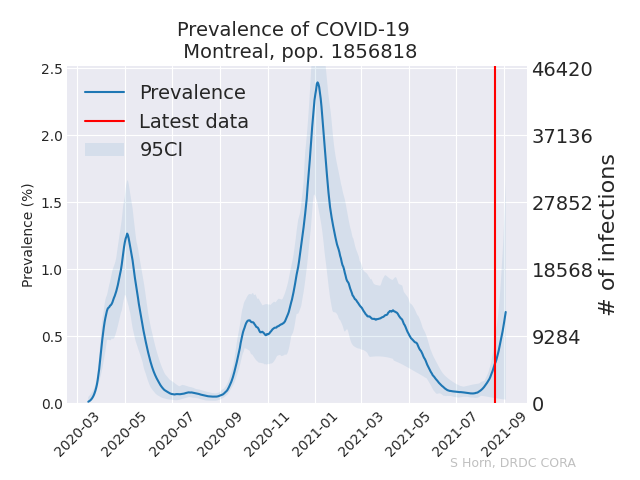 Prevalence of COVID-19
Montreal, pop. 1856818
Prevalence (%)
2.5
2.0
1.5
1.0
0.5
0.0
Prevalence
Latest data
95CI
46420
37136
27852
18568
9284
0
# of infections
2020-03
2020-05
2020-07
2020-09
2020-11
2021-01
2021-03
2021-05
2021-07
2021-09
S Horn, DRDC CORA